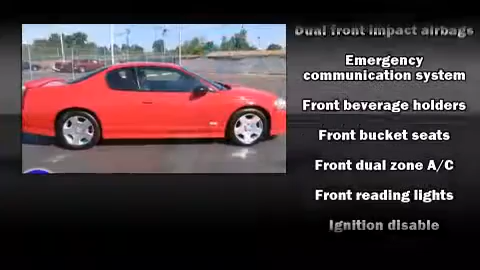 Dual front impact airbags
Emergency
communication system
Front beverage holders
Front bucket seats
Front dual zone A/C
Front reading lights
Ignition disable